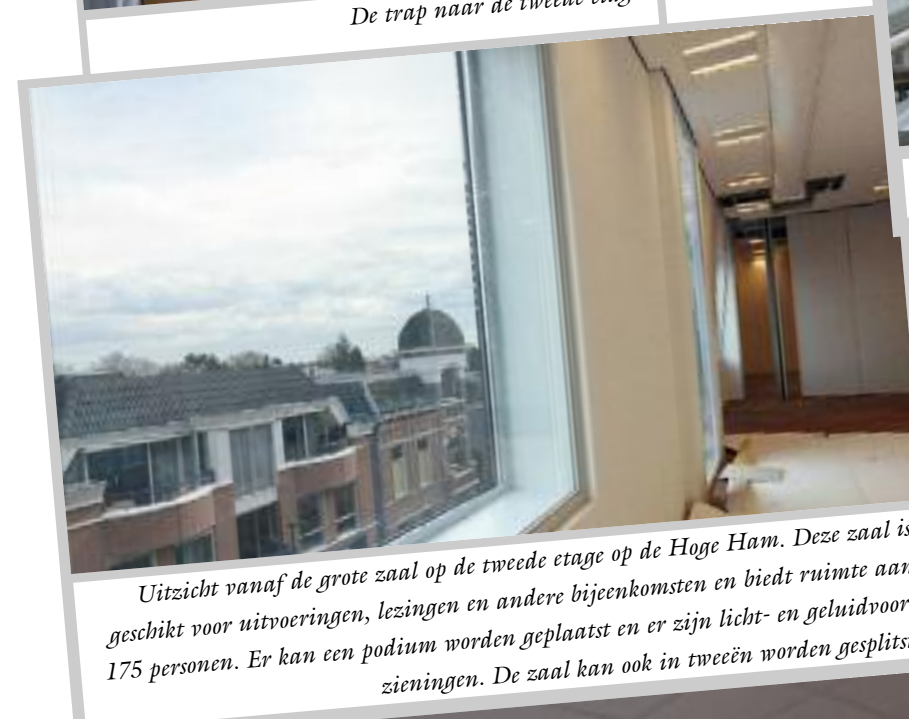 De trap naar de tweede etage
Uitzicht vanaf de grote zaal op de tweede etage op de Hoge Ham. Deze zaal is
geschikt voor uitvoeringen, lezingen en andere bijeenkomsten en biedt ruimte aan
175 personen. Er kan een podium worden geplaatst en er zijn licht- en geluidvoor
zieningen. De zaal kan ook in tweeën worden gesplits